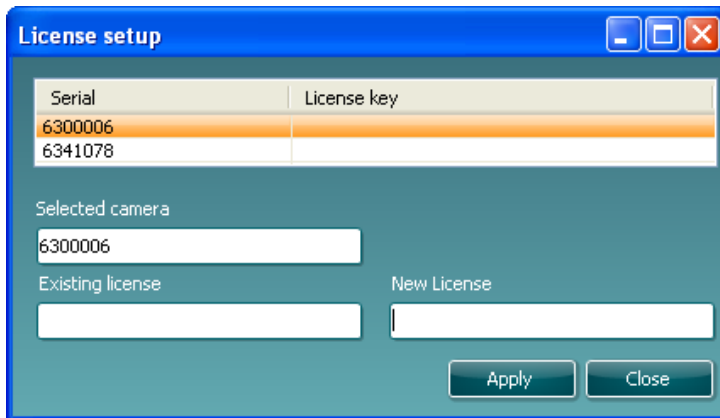 License setup
Serial License key
6300006
6341078
Selected camera
6300006
Existing license New License
Apply Close